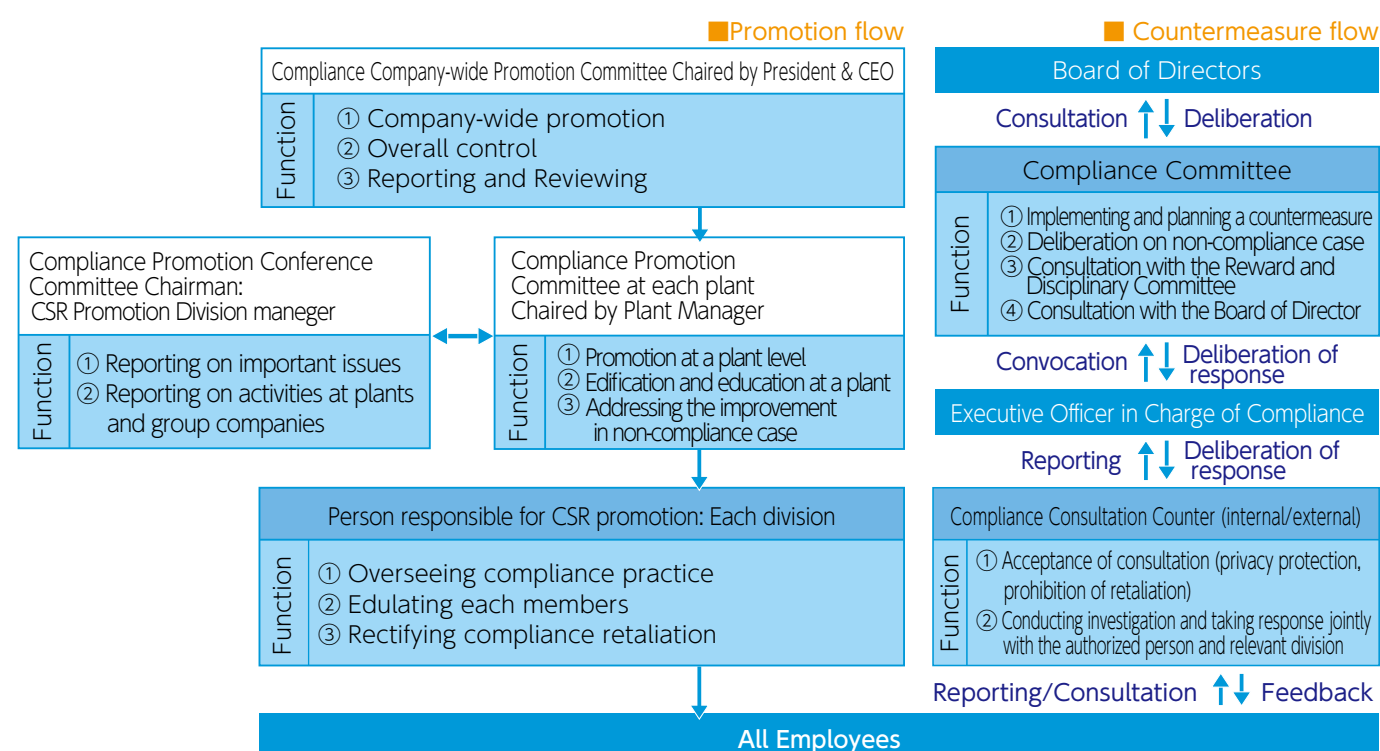 ■Promotion flow
Compliance Company-wide Promotion Committee Chaired by President & CEO
Function
① Company-wide promotion
② Overall control
③ Reporting and Reviewing
Compliance Promotion Conference
Committee Chairman:
CSR Promotion Division maneger
Function
① Reporting on important issues
② Reporting on activities at plants
and group companies
Compliance Promotion
Committee at each plant
Chaired by Plant Manager
Function
① Promotion at a plant level
② Edification and education at a plant
③ Addressing the improvement
in non-compliance case
Person responsible for CSR promotion: Each division
Function
① Overseeing compliance practice
② Edulating each members
③ Rectifying compliance retaliation
■ Countermeasure flow
Board of Directors
Consultation
Deliberation
Compliance Committee
Function
① Implementing and planning a countermeasure
② Deliberation on non-compliance case
③ Consultation with the Reward and
Disciplinary Committee
④ Consultation with the Board of Director
Convocation
Deliberation of
response
Executive Officer in Charge of Compliance
Reporting
Deliberation of
response
Compliance Consultation Counter (internal/external)
Function
① Acceptance of consultation (privacy protection,
prohibition of retaliation)
② Conducting investigation and taking response jointly
with the authorized person and relevant division
Reporting/Consultation
Feedback
All Employees